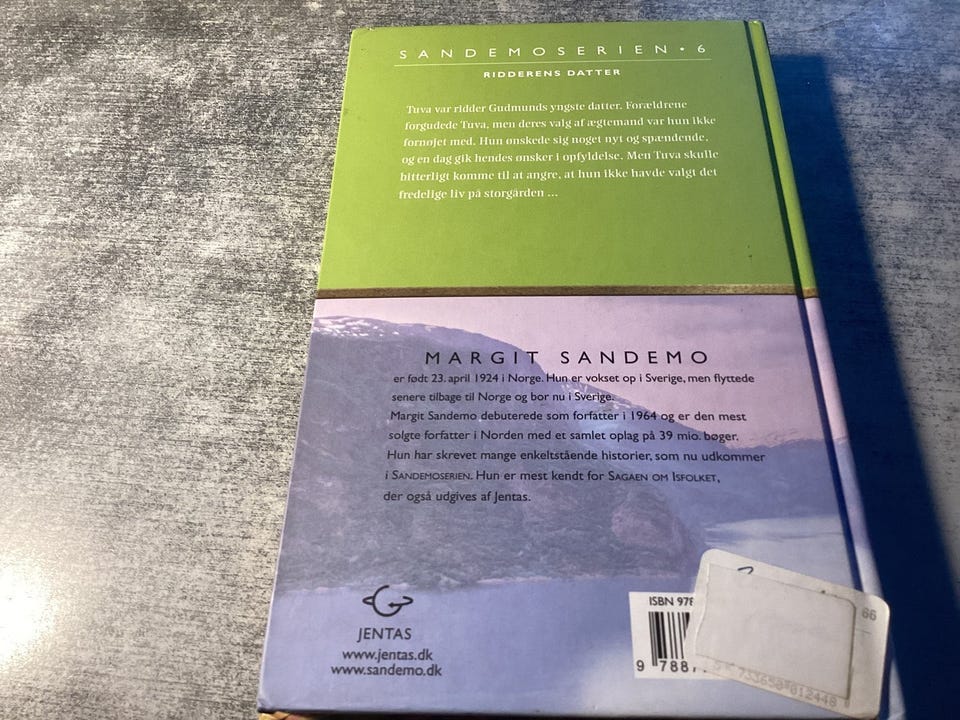 SANDEMOSERIEN • 6
RIDDERENS DATTER
Tuva var ridder Gudmunds yngste datter. Forældrene
forgudede Tuva, men deres valg af ægtemand var hun ikke
fornøjet med. Hun ønskede sig noget nyt og spændende,
og en dag gik hendes ønsker i opfyldelse. Men Tuva skulle
bitterligt komme til at angre, at hun ikke havde valgt det
fredelige liv på storgården ...
MARGIT SANDEMO
er født 23. april 1924 i Norge. Hun er vokset op i Sverige, men flyttede
senere tilbage til Norge og bor nu i Sverige.
Margit Sandemo debuterede som forfatter i 1964 og er den mest
solgte forfatter i Norden med et samlet oplag på 39 mio. bøger.
Hun har skrevet mange enkeltstående historier, som nu udkommer
i SANDEMOSERIEN. Hun er mest kendt for SAGAEN OM ISFOLKET,
der også udgives af Jentas.
JENTAS
www.jentas.dk
www.sandemo.dk
ISBN 978
66
9 7887